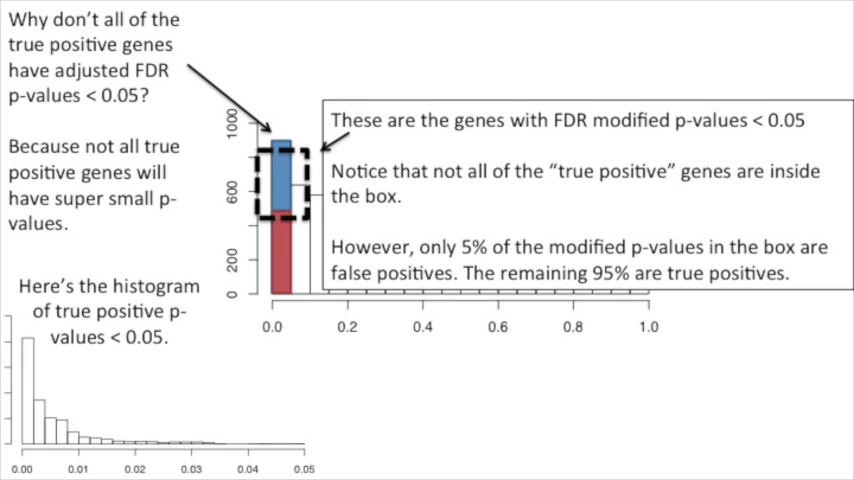 Why don’t all of the
true positive genes
have adjusted FDR
p-values < 0.05?
Because not all true
positive genes will
have super small p-
values.
Here’s the histogram
of true positive p-
values < 0.05.
These are the genes with FDR modified p-values < 0.05
Notice that not all of the “true positive” genes are inside
the box.
However, only 5% of the modified p-values in the box are
false positives. The remaining 95% are true positives.
1000
600
200
0
0.0 0.2 0.4 0.6 0.8 1.0
0.00 0.01 0.02 0.03 0.04 0.05